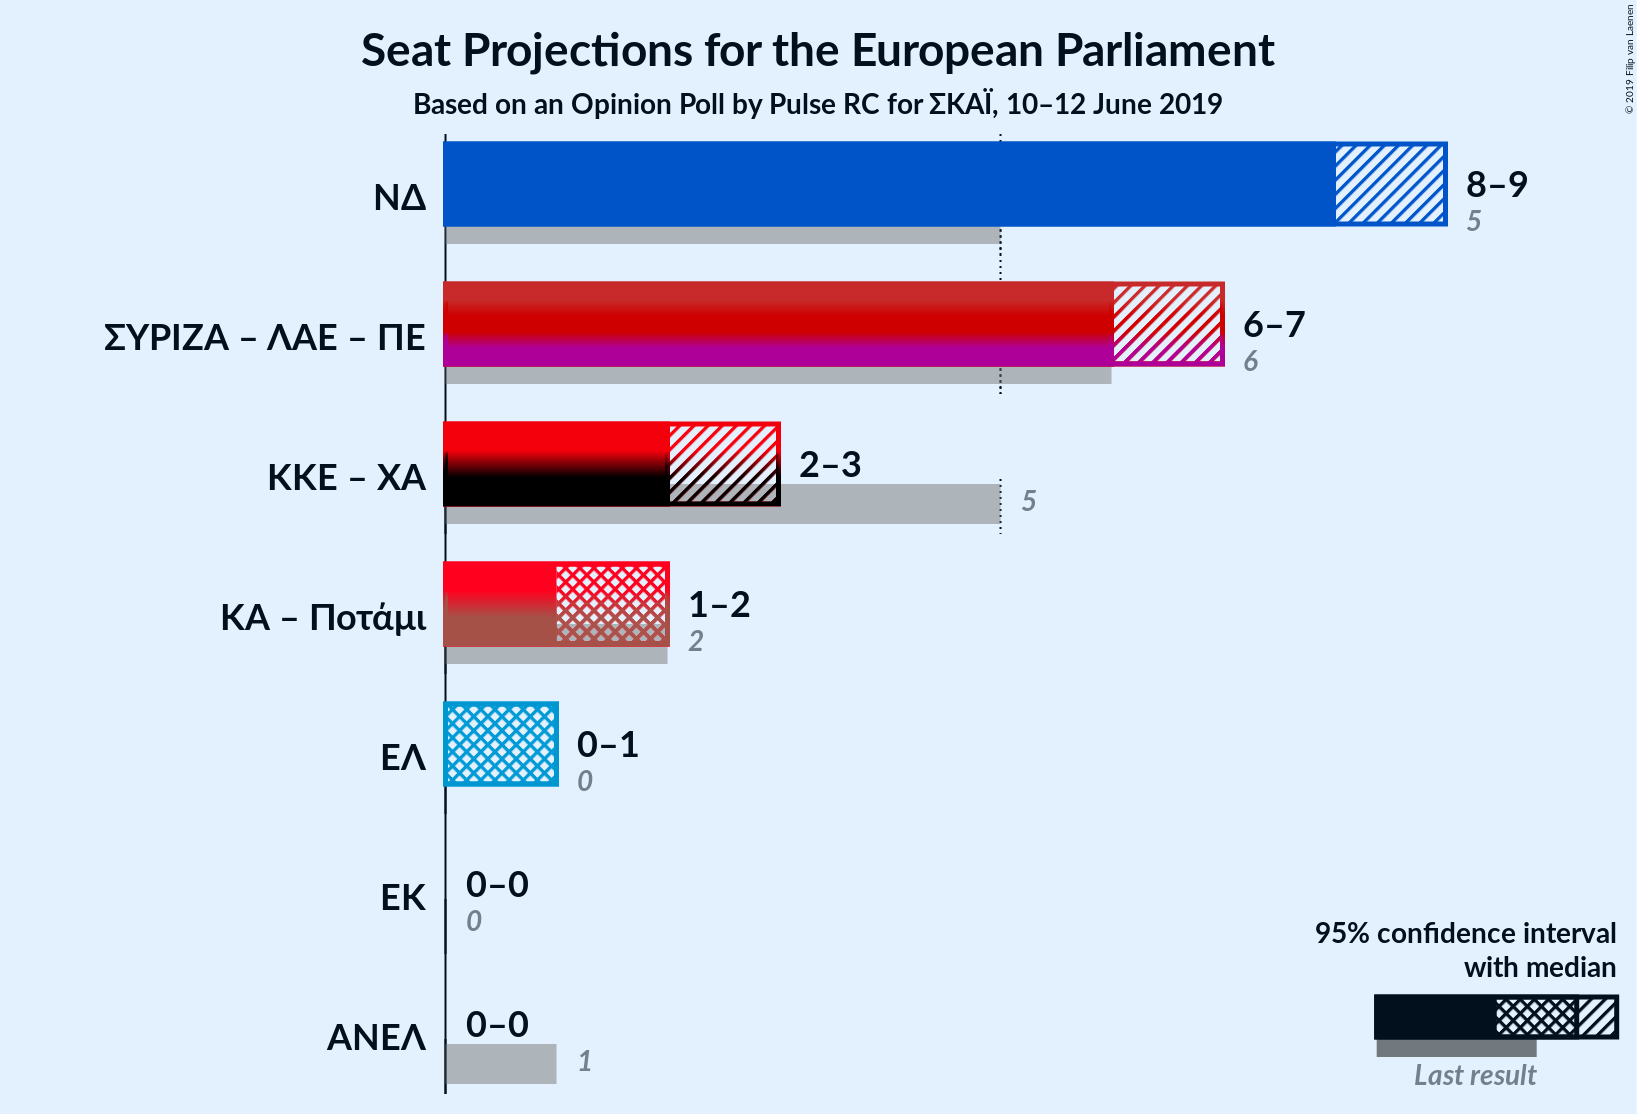 Seat Projections for the European Parliament
Based on an Opinion Poll by Pulse RC for ΣΚΑΪ, 10–12 June 2019
© 2019 Filip van Laenen
ΝΔ
8–9
5
ΣΥΡΙΖΑ – ΛΑΕ – ΠΕ
6–7
6
ΚΚΕ – ΧΑ
2–3
5
ΚΑ – Ποτάμι
1–2
2
ΕΛ
0–1
0
ΕΚ
0–0
0
ΑΝΕΛ
0–0
1
95% confidence interval
with median
Last result